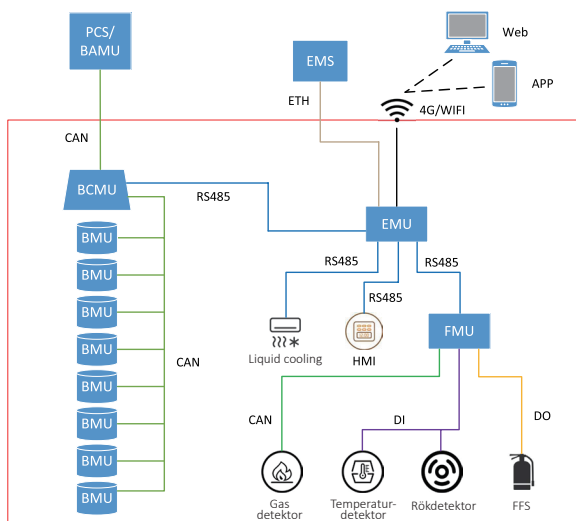 Web
PCS/
BAMU
EMS
APP
ETH
4G/WIFI
CAN
BCMU
RS485
EMU
BMU
BMU
BMU
BMU
BMU
BMU
BMU
BMU
CAN
RS485
RS485
RS485
FMU
Liquid cooling
HMI
CAN
DI
DO
Gas
detektor
Temperatur-
detektor
Rökdetektor
FFS